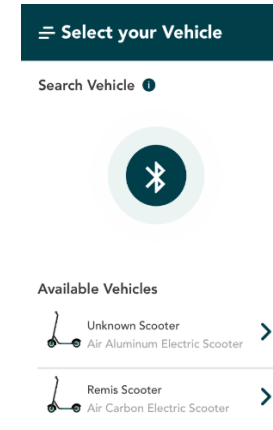 Select your Vehicle
Search Vehicle
Available Vehicles
Unknown Scooter
Air Aluminum Electric Scooter
Remis Scooter
Air Carbon Electric Scooter